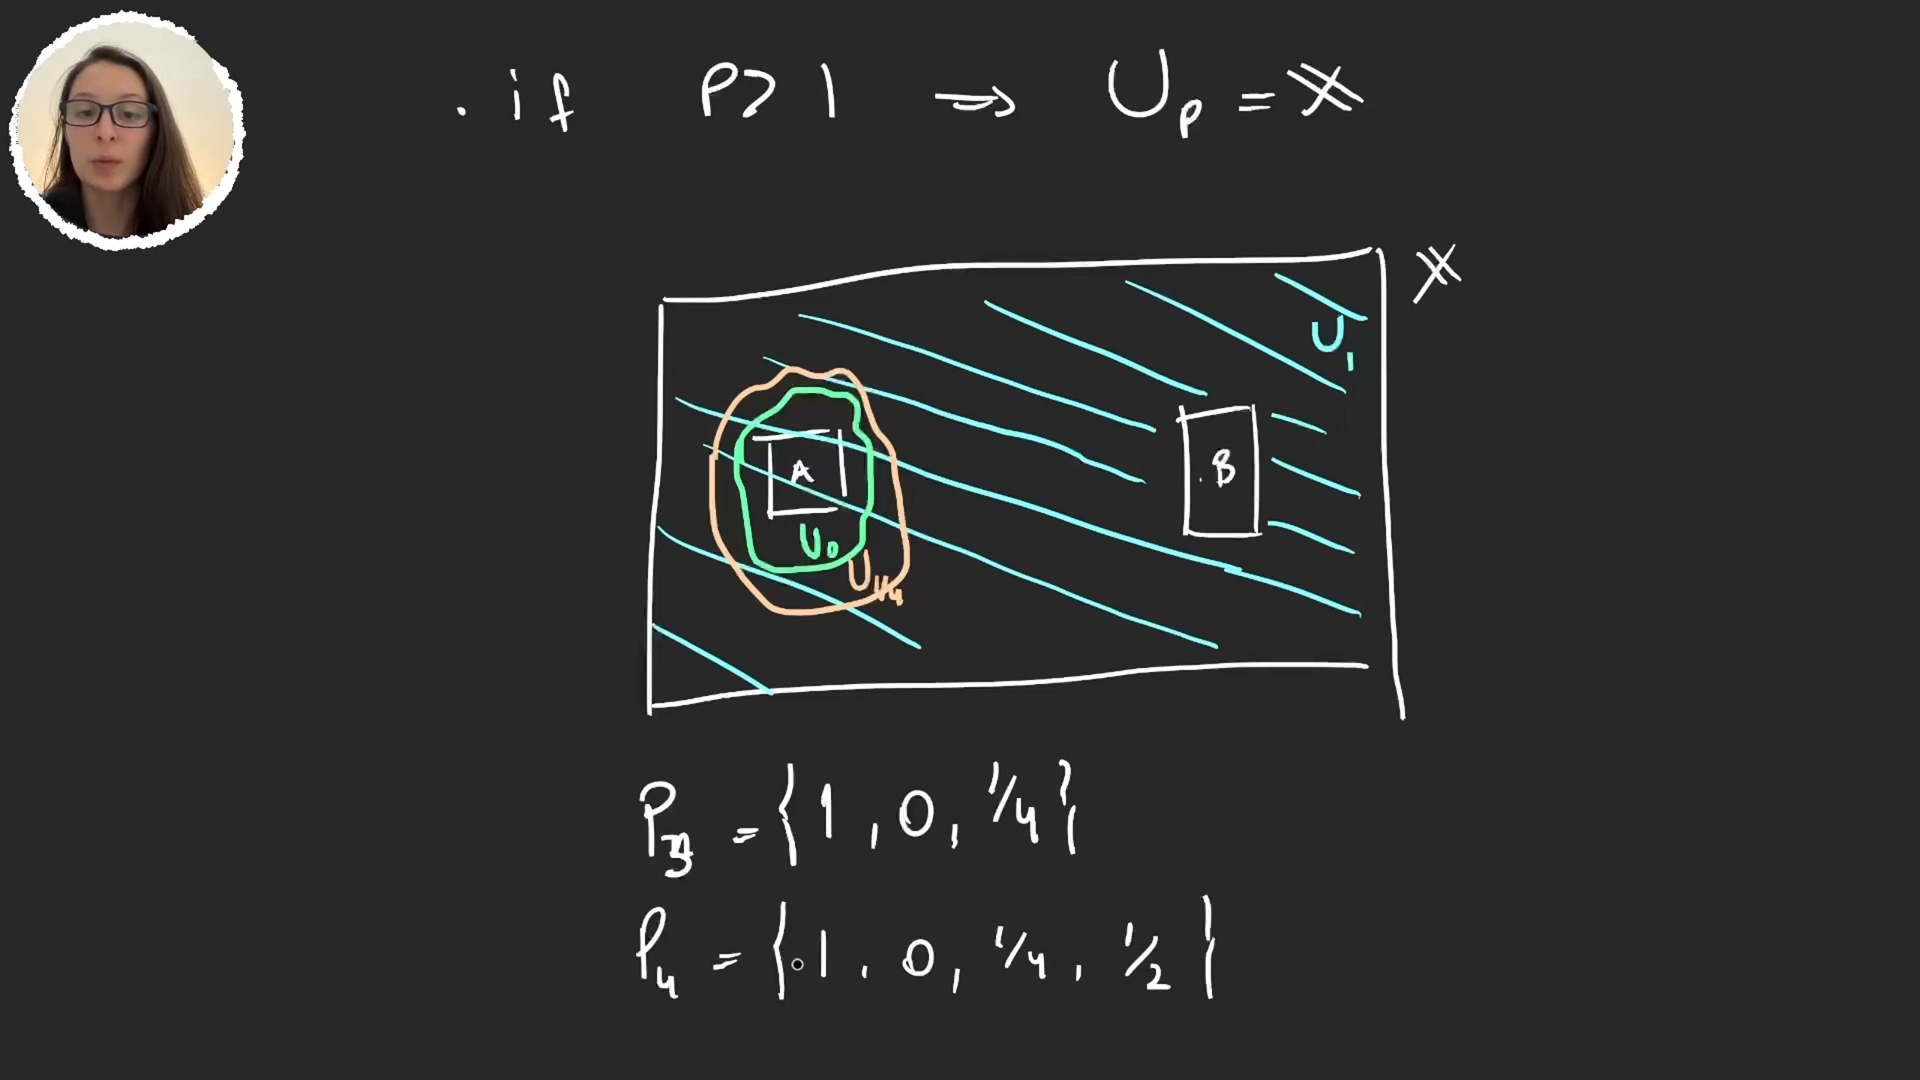 . if P > 1 ⇒ U_p = X
X
U_1
A
B
U_0
U_1/4
P_3 = { 1 , 0 , 1/4 }
P_4 = { 1 , 0 , 1/4 , 1/2 }